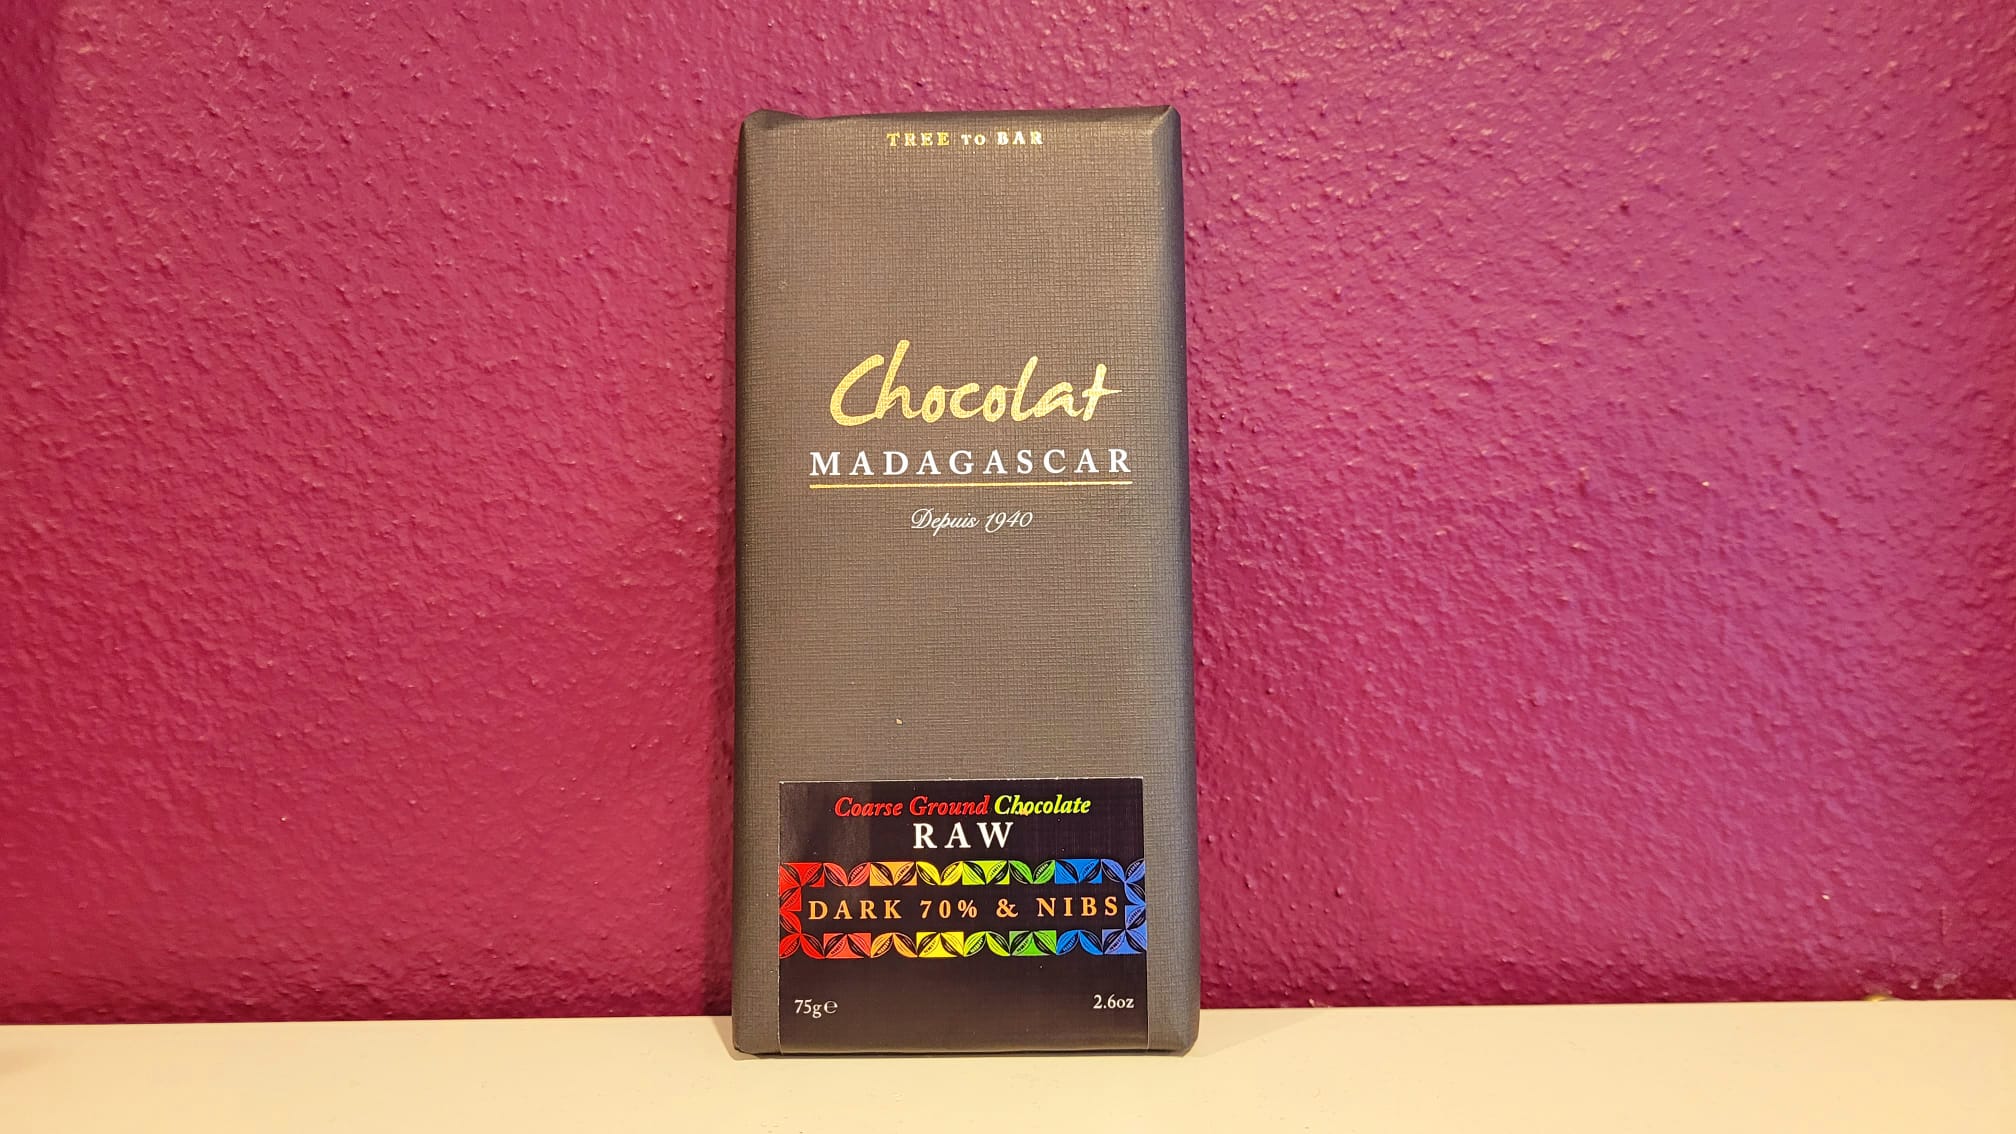 TREE TO BAR
Chocolat
MADAGASCAR
Depuis 1940
Coarse Ground Chocolate
RAW
DARK 70% & NIBS
75g℮
2.6oz